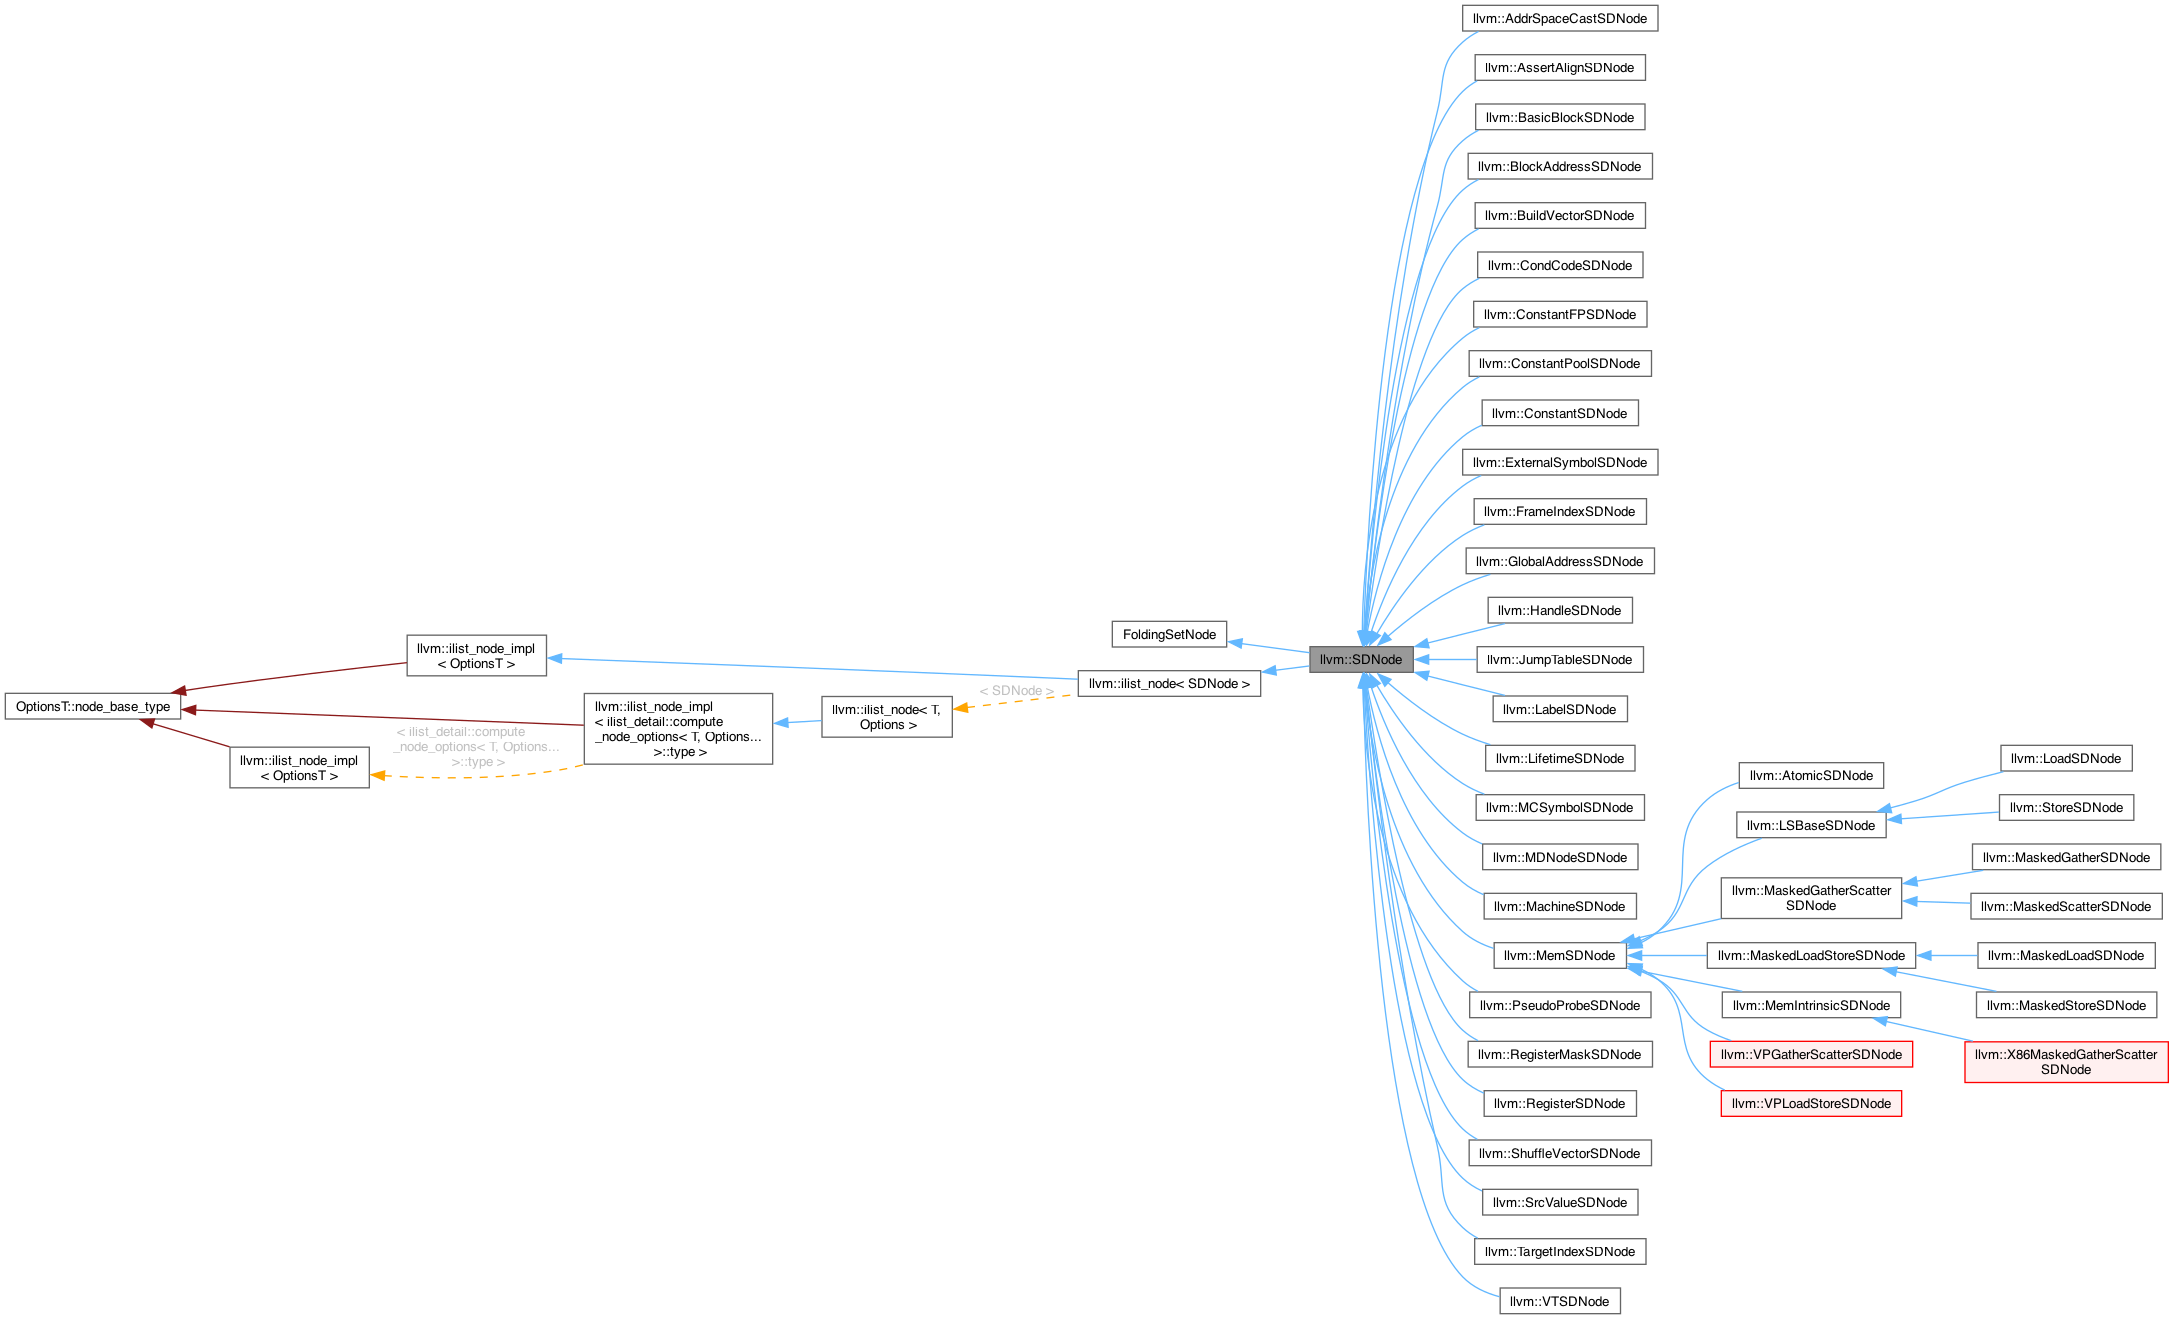 llvm::AddrSpaceCastSDNode
llvm::AssertAlignSDNode
llvm::BasicBlockSDNode
llvm::BlockAddressSDNode
llvm::BuildVectorSDNode
llvm::CondCodeSDNode
llvm::ConstantFPSDNode
llvm::ConstantPoolSDNode
llvm::ConstantSDNode
llvm::ExternalSymbolSDNode
llvm::FrameIndexSDNode
llvm::GlobalAddressSDNode
llvm::HandleSDNode
llvm::JumpTableSDNode
llvm::LabelSDNode
llvm::LifetimeSDNode
llvm::MCSymbolSDNode
llvm::MDNodeSDNode
llvm::MachineSDNode
llvm::MemSDNode
llvm::PseudoProbeSDNode
llvm::RegisterMaskSDNode
llvm::RegisterSDNode
llvm::ShuffleVectorSDNode
llvm::SrcValueSDNode
llvm::TargetIndexSDNode
llvm::VTSDNode
OptionsT::node_base_type
llvm::ilist_node_impl
< OptionsT >
llvm::ilist_node_impl
< OptionsT >
< ilist_detail::compute
_node_options< T, Options...
>::type >
llvm::ilist_node_impl
< ilist_detail::compute
_node_options< T, Options...
>::type >
llvm::ilist_node< T,
Options >
< SDNode >
FoldingSetNode
llvm::ilist_node< SDNode >
llvm::SDNode
llvm::AtomicSDNode
llvm::LSBaseSDNode
llvm::MaskedGatherScatter
SDNode
llvm::MaskedLoadStoreSDNode
llvm::MemIntrinsicSDNode
llvm::VPGatherScatterSDNode
llvm::VPLoadStoreSDNode
llvm::LoadSDNode
llvm::StoreSDNode
llvm::MaskedGatherSDNode
llvm::MaskedScatterSDNode
llvm::MaskedLoadSDNode
llvm::MaskedStoreSDNode
llvm::X86MaskedGatherScatter
SDNode